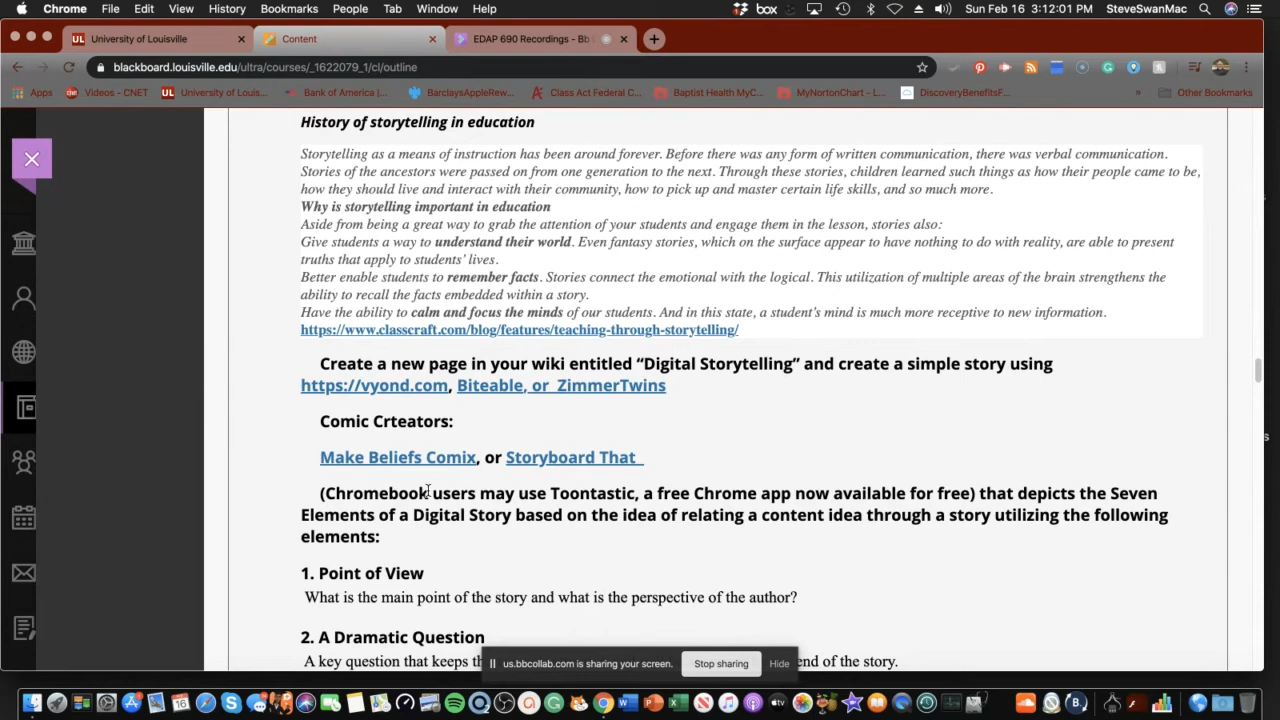 Chrome File Edit View History Bookmarks People Tab Window Help box Sun Feb 16 3:12:01 PM SteveSwanMac
UL University of Louisville Content EDAP 690 Recordings - Bb
blackboard.louisville.edu/ultra/courses/_1622079_1/cl/outline
Apps Videos - CNET UL University of Louis... Bank of America |... BarclaysAppleRew... Class Act Federal C... Baptist Health MyC... MyNortonChart - L... DiscoveryBenefitsF... » Other Bookmarks
History of storytelling in education
Storytelling as a means of instruction has been around forever. Before there was any form of written communication, there was verbal communication.
Stories of the ancestors were passed on from one generation to the next. Through these stories, children learned such things as how their people came to be,
how they should live and interact with their community, how to pick up and master certain life skills, and so much more.
Why is storytelling important in education
Aside from being a great way to grab the attention of your students and engage them in the lesson, stories also:
Give students a way to understand their world. Even fantasy stories, which on the surface appear to have nothing to do with reality, are able to present
truths that apply to students' lives.
Better enable students to remember facts. Stories connect the emotional with the logical. This utilization of multiple areas of the brain strengthens the
ability to recall the facts embedded within a story.
Have the ability to calm and focus the minds of our students. And in this state, a student's mind is much more receptive to new information.
https://www.classcraft.com/blog/features/teaching-through-storytelling/
Create a new page in your wiki entitled “Digital Storytelling” and create a simple story using
https://vyond.com, Biteable, or ZimmerTwins
Comic Crteators:
Make Beliefs Comix, or Storyboard That
(Chromebook users may use Toontastic, a free Chrome app now available for free) that depicts the Seven
Elements of a Digital Story based on the idea of relating a content idea through a story utilizing the following
elements:
1. Point of View
What is the main point of the story and what is the perspective of the author?
2. A Dramatic Question
A key question that keeps end of the story.
us.bbcollab.com is sharing your screen. Stop sharing Hide